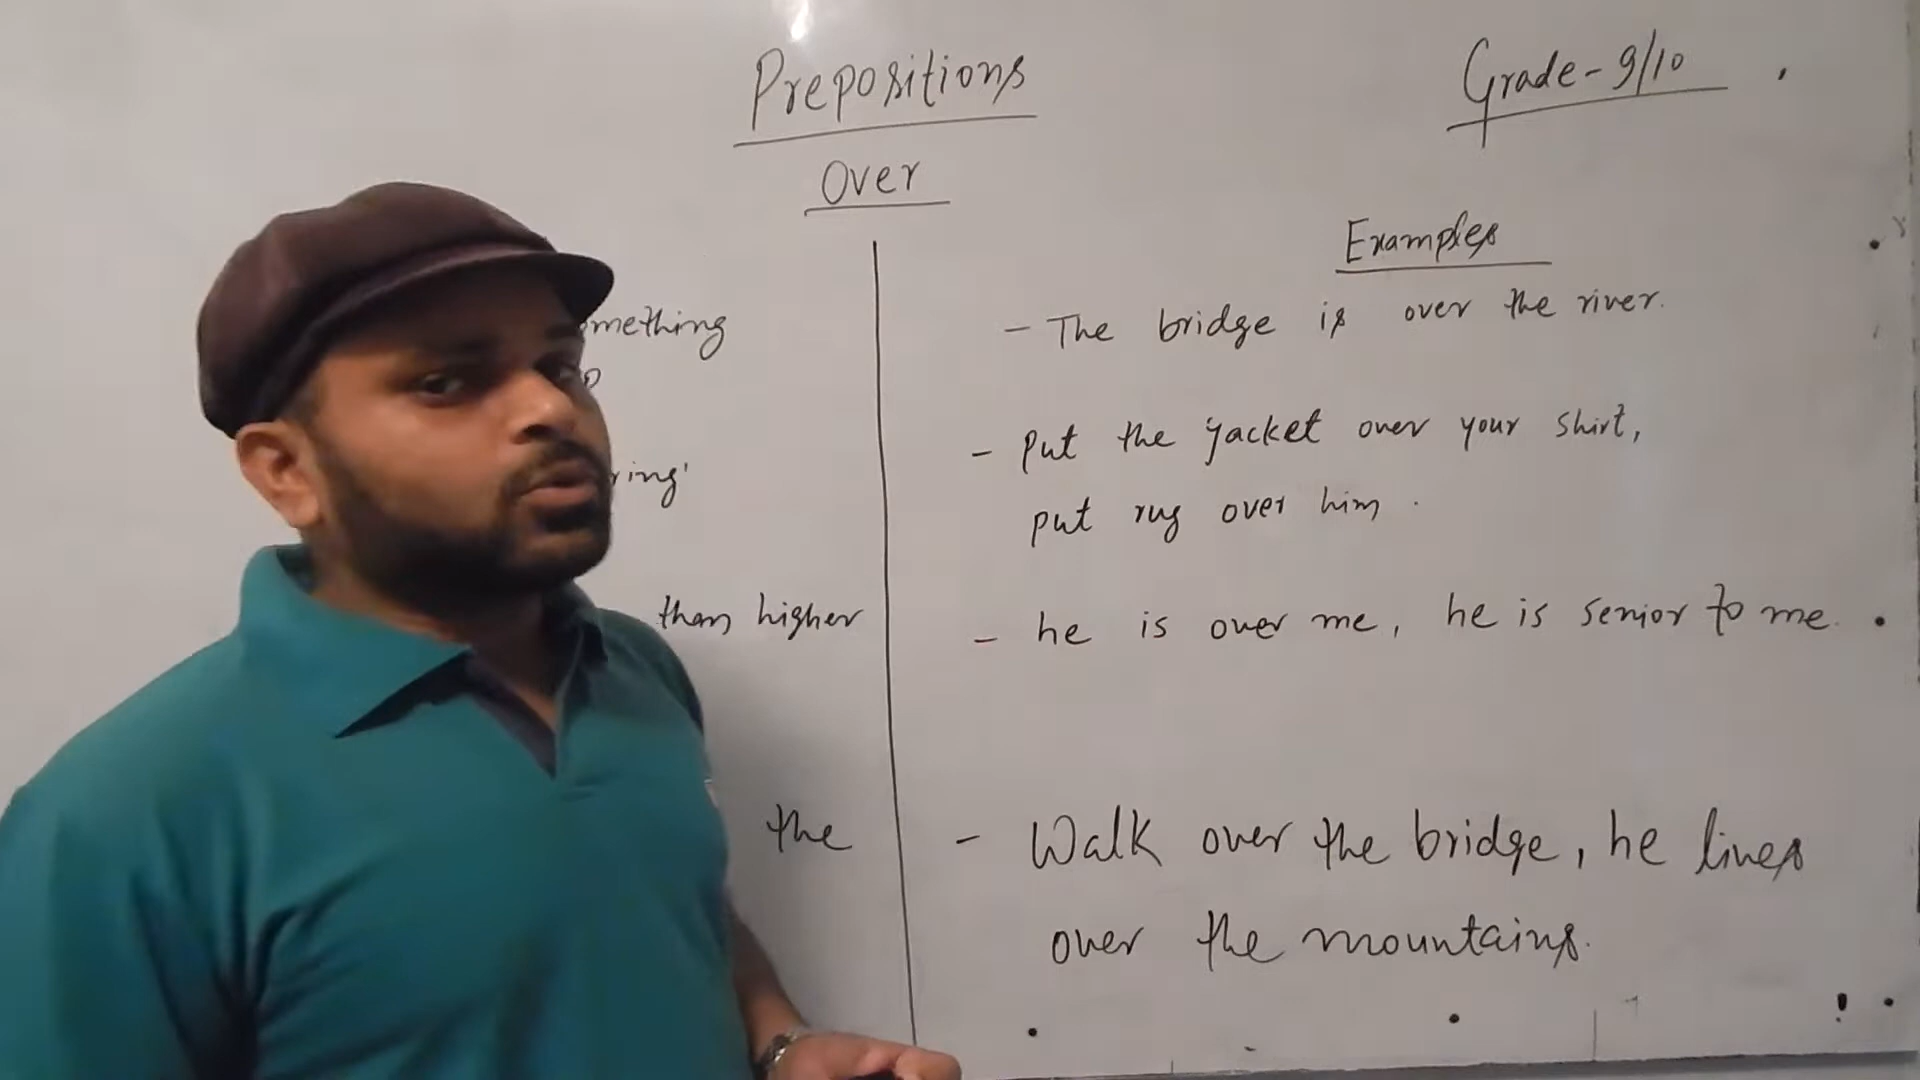 Prepositions
Grade-9/10
Over
Examples
than higher
the
- The bridge is over the river.
- Put the jacket over your shirt,
put rug over him.
- he is over me, he is senior to me.
- Walk over the bridge, he lives
over the mountains.